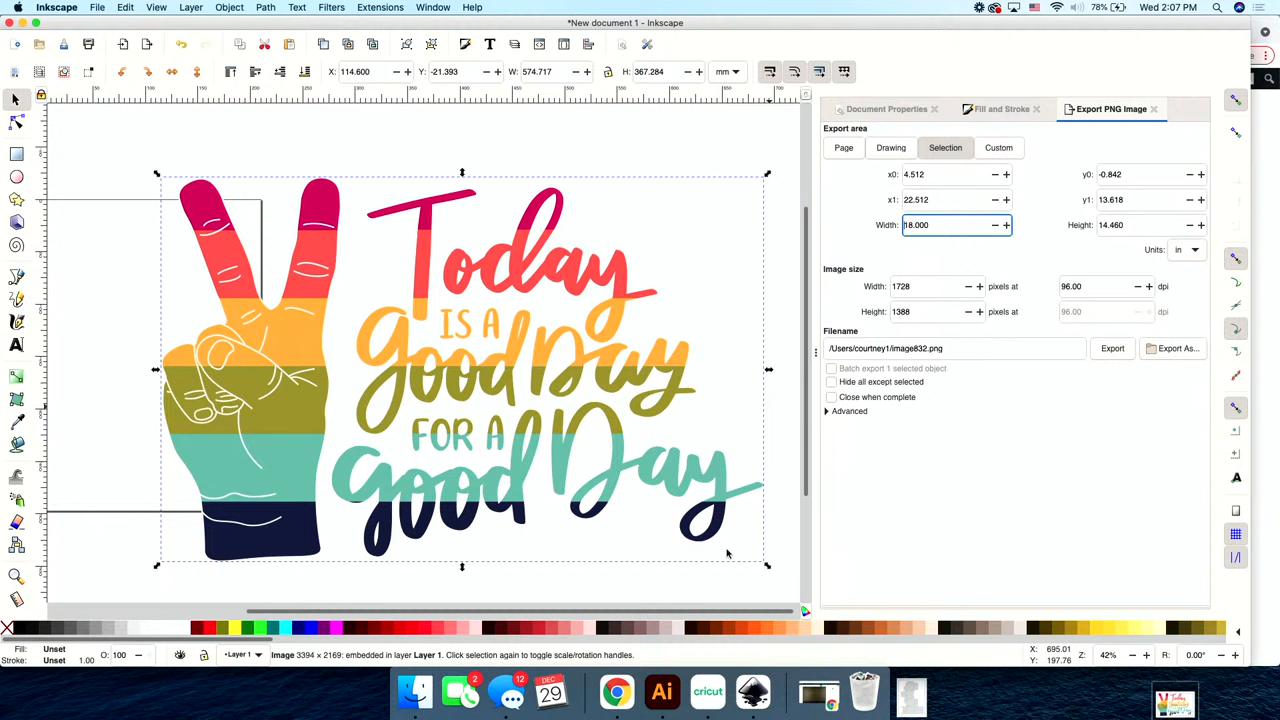 Inkscape File Edit View Layer Object Path Text Filters Extensions Window Help 78% Wed 2:07 PM
*New document 1 - Inkscape
X: 114.600 Y: -21.393 W: 574.717 H: 367.284 mm
Document Properties Fill and Stroke Export PNG Image
Export area
Page Drawing Selection Custom
x0: 4.512 y0: -0.842
x1: 22.512 y1: 13.618
Width: 18.000 Height: 14.460
Units: in
Image size
Width: 1728 pixels at 96.00 dpi
Height: 1388 pixels at 96.00 dpi
Filename
/Users/courtney1/image832.png Export Export As...
Batch export 1 selected object
Hide all except selected
Close when complete
Advanced
Today
IS A
Good Day
FOR A
good Day
Fill: Unset
Stroke: Unset 1.00 O: 100 •Layer 1 Image 3394 × 2169: embedded in layer Layer 1. Click selection again to toggle scale/rotation handles. X: 695.01 Y: 197.76 Z: 42% R: 0.00°
2 12 DEC 29 Ai cricut